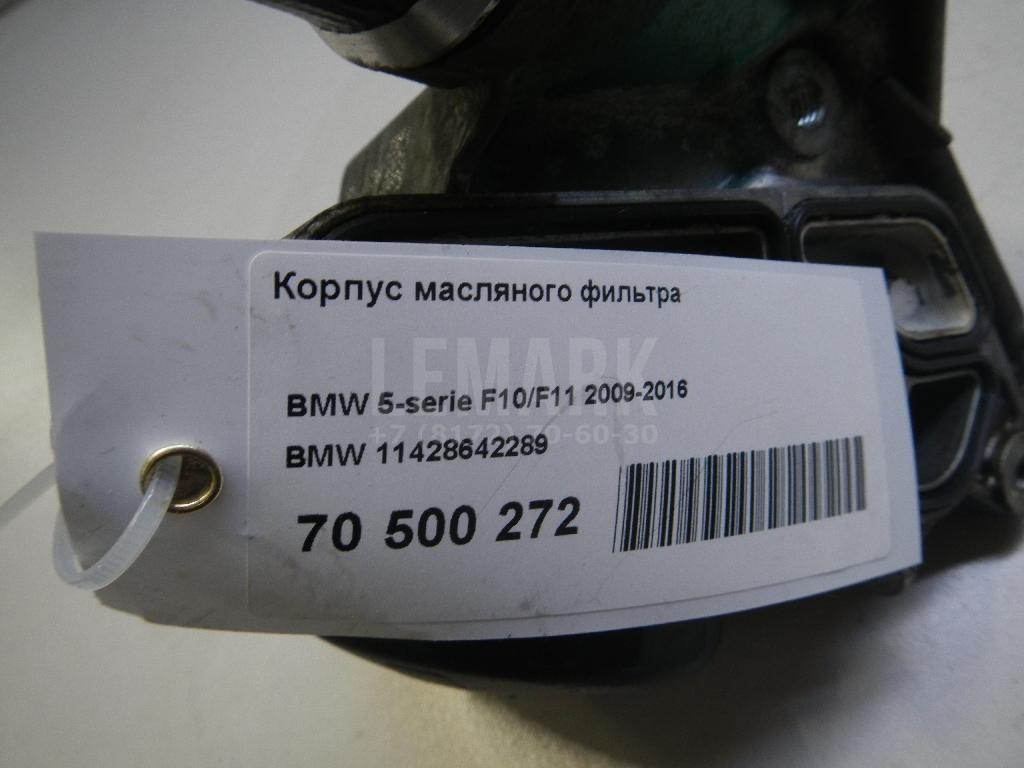 Корпус масляного фильтра
LEMARK
BMW 5-serie F10/F11 2009-2016
+7 (8172) 70-60-30
BMW 11428642289
70 500 272